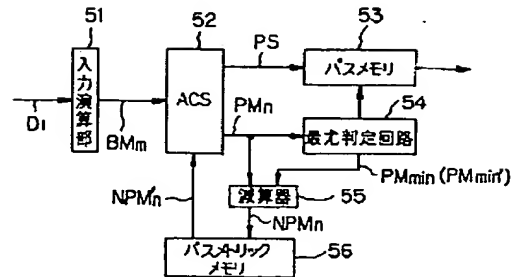 51
52
53
54
55
56
入力演算部
ACS
パスメモリ
最尤判定回路
減算器
パスメトリック
メモリ
DI
BMm
PS
PMn
PMmin (PMmin')
NPM'n
NPMn